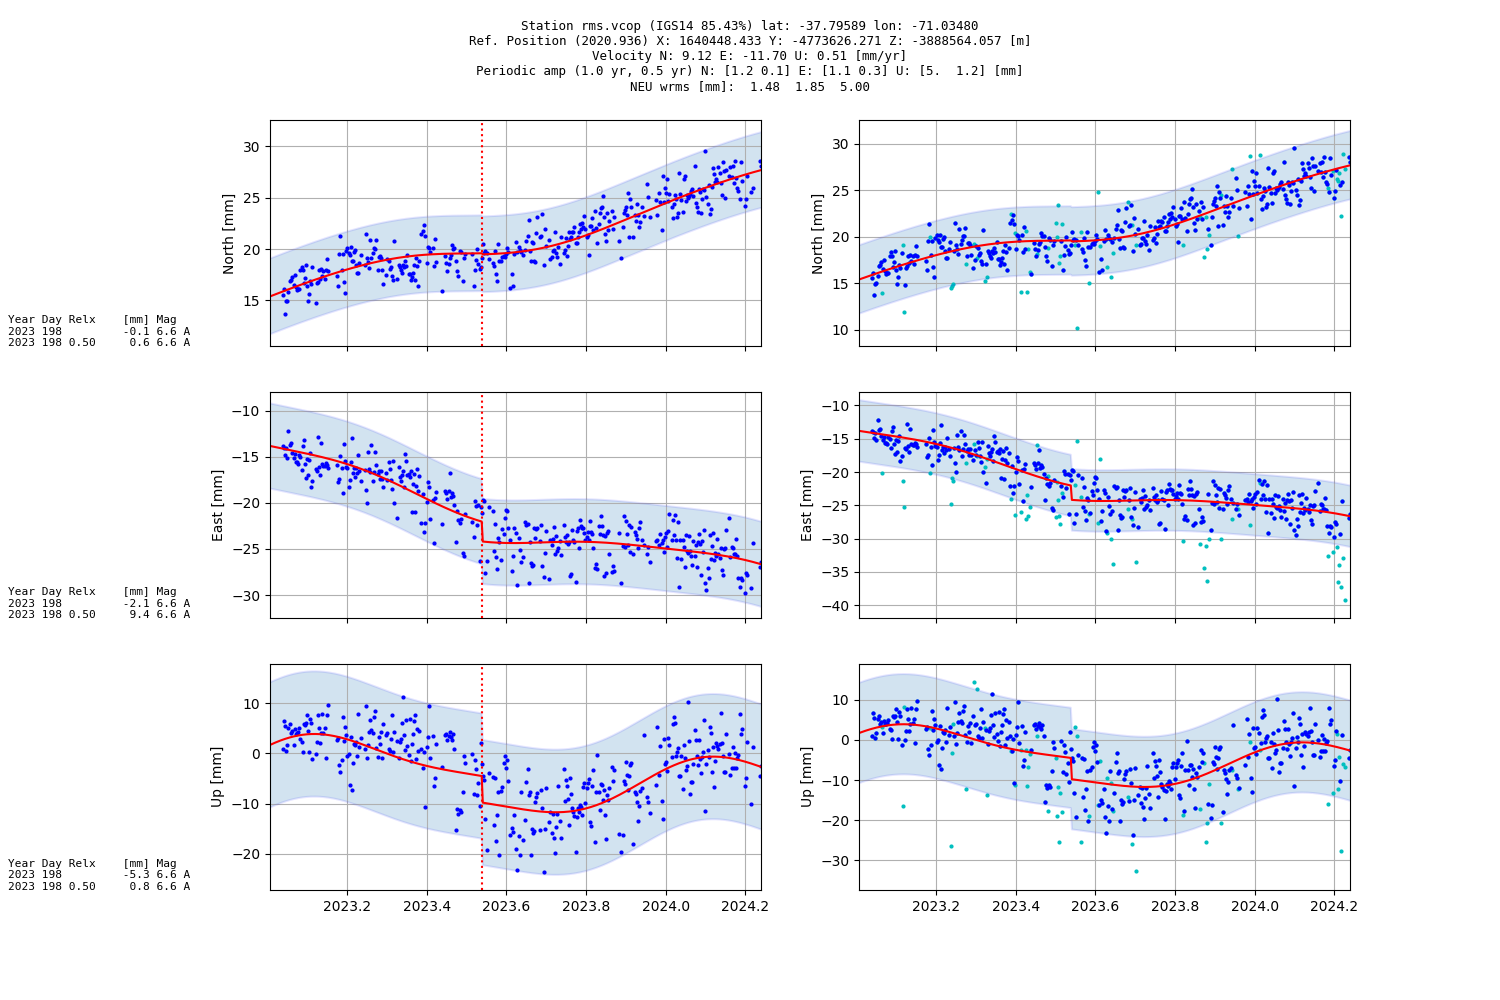 Station rms.vcop (IGS14 85.43%) lat: -37.79589 lon: -71.03480
Ref. Position (2020.936) X: 1640448.433 Y: -4773626.271 Z: -3888564.057 [m]
Velocity N: 9.12 E: -11.70 U: 0.51 [mm/yr]
Periodic amp (1.0 yr, 0.5 yr) N: [1.2 0.1] E: [1.1 0.3] U: [5.  1.2] [mm]
NEU wrms [mm]:  1.48  1.85  5.00
North [mm]
30
25
20
15
North [mm]
30
25
20
15
10
Year Day Relx    [mm] Mag
2023 198         -0.1 6.6 A
2023 198 0.50     0.6 6.6 A
East [mm]
−10
−15
−20
−25
−30
East [mm]
−10
−15
−20
−25
−30
−35
−40
Year Day Relx    [mm] Mag
2023 198         -2.1 6.6 A
2023 198 0.50     9.4 6.6 A
Up [mm]
10
0
−10
−20
Up [mm]
10
0
−10
−20
−30
Year Day Relx    [mm] Mag
2023 198         -5.3 6.6 A
2023 198 0.50     0.8 6.6 A
2023.2 2023.4 2023.6 2023.8 2024.0 2024.2
2023.2 2023.4 2023.6 2023.8 2024.0 2024.2